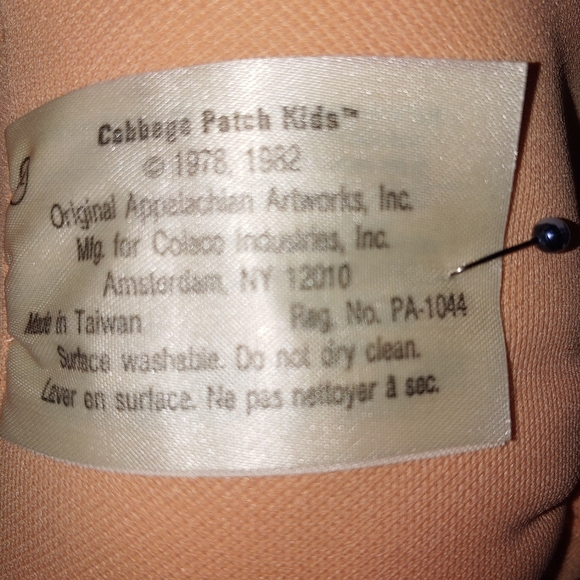 Cabbage Patch Kids™
© 1978, 1982
Original Appalachian Artworks, Inc.
Mfg. for Coleco Industries, Inc.
Amsterdam, NY 12010
Made in Taiwan Reg. No. PA-1044
Surface washable. Do not dry clean.
Laver en surface. Ne pas nettoyer à sec.